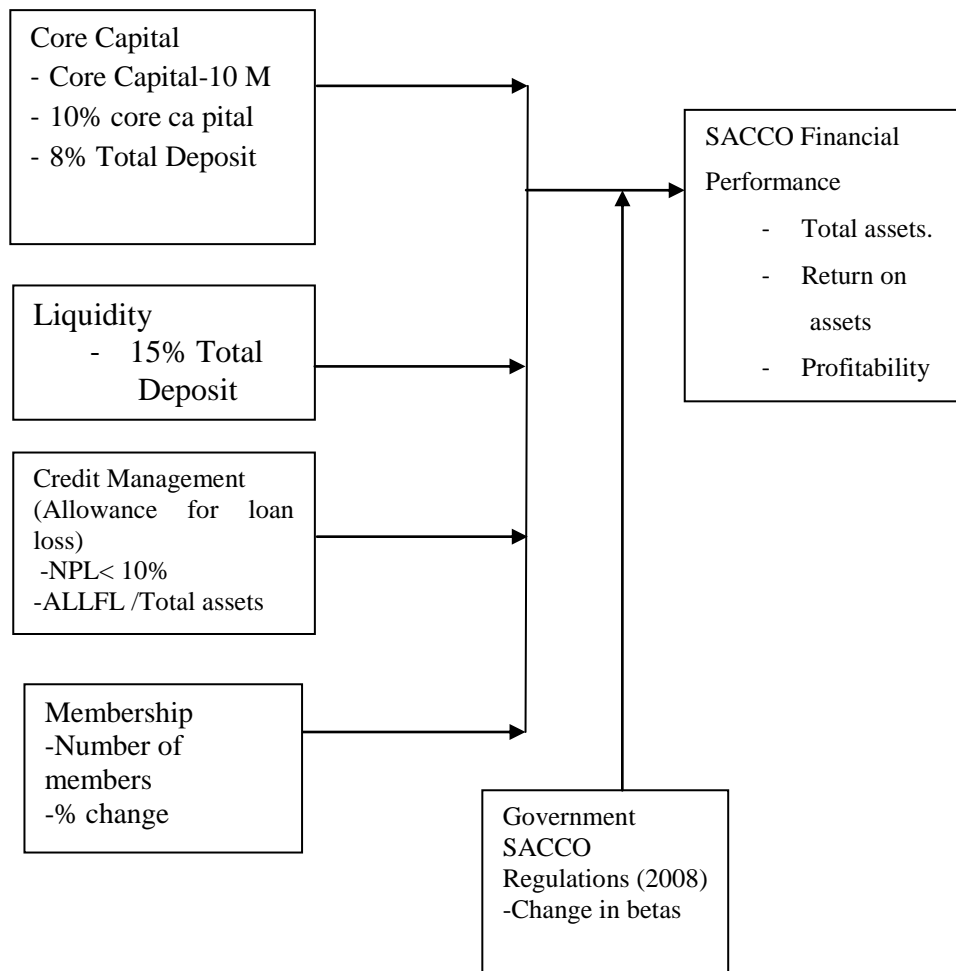 Core Capital
- Core Capital-10 M
- 10% core ca pital
- 8% Total Deposit
SACCO Financial
Performance
- Total assets.
- Return on
assets
- Profitability
Liquidity
- 15% Total
Deposit
Credit Management
(Allowance for loan
loss)
-NPL< 10%
-ALLFL /Total assets
Membership
-Number of
members
-% change
Government
SACCO
Regulations (2008)
-Change in betas